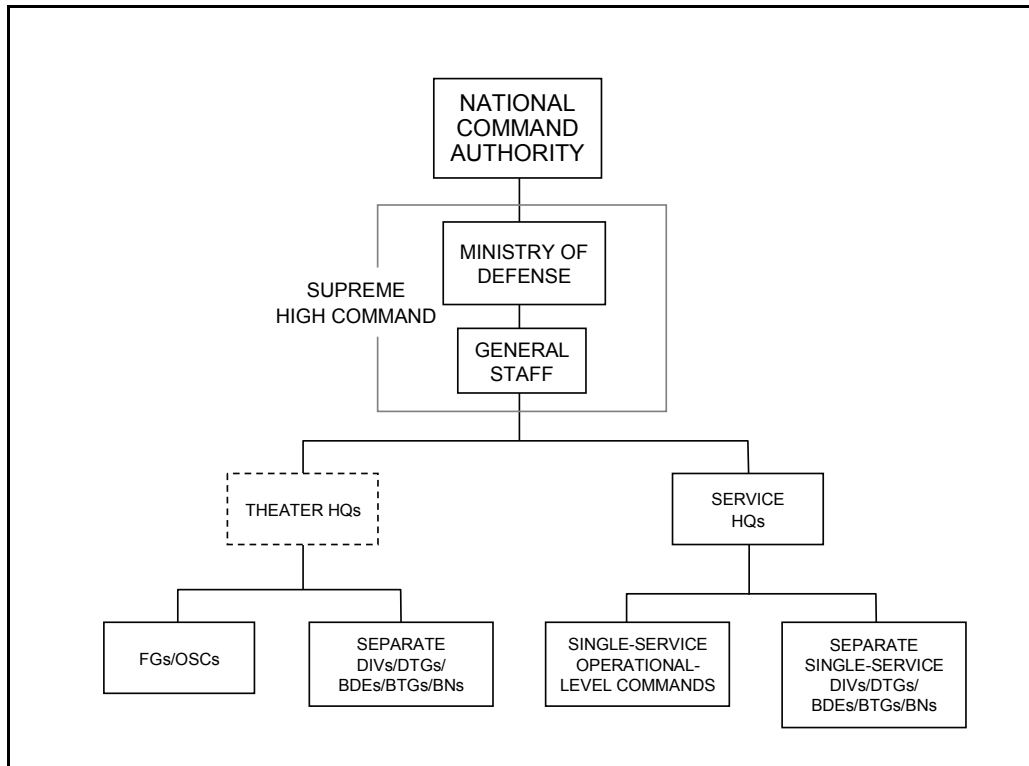 NATIONAL
COMMAND
AUTHORITY
MINISTRY OF
DEFENSE
SUPREME
HIGH COMMAND
GENERAL
STAFF
THEATER HQs
SERVICE
HQs
FGs/OSCs
SEPARATE
DIVs/DTGs/
BDEs/BTGs/BNs
SINGLE-SERVICE
OPERATIONAL-
LEVEL COMMANDS
SEPARATE
SINGLE-SERVICE
DIVs/DTGs/
BDEs/BTGs/BNs